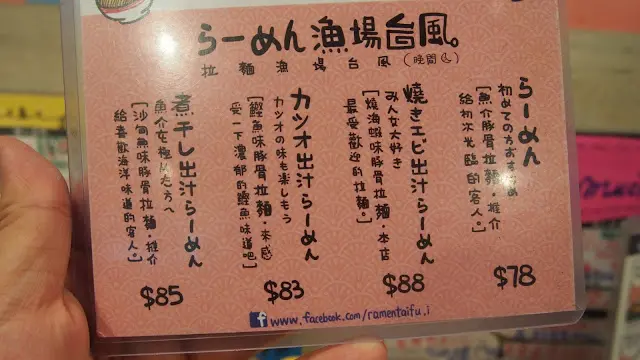 らーめん漁場台風。
拉麵漁場台風(晚間)
らーめん
初めての方おすすめ
[魚介豚骨拉麵・推介
給初次光臨的客人。]
$78
焼きエビ出汁らーめん
みんな大好き
[燒海蝦味豚骨拉麵・本店
最受歡迎的拉麵。]
$88
カツオ出汁らーめん
カツオの味も楽しもう
[鰹魚味豚骨拉麵・來感
受一下濃郁的鰹魚味道吧]
$83
煮干し出汁らーめん
魚介を極めた方へ
[沙甸魚味豚骨拉麵・推介
給喜歡海洋味道的客人。]
$85
f www.facebook.com/ramentaifu.i